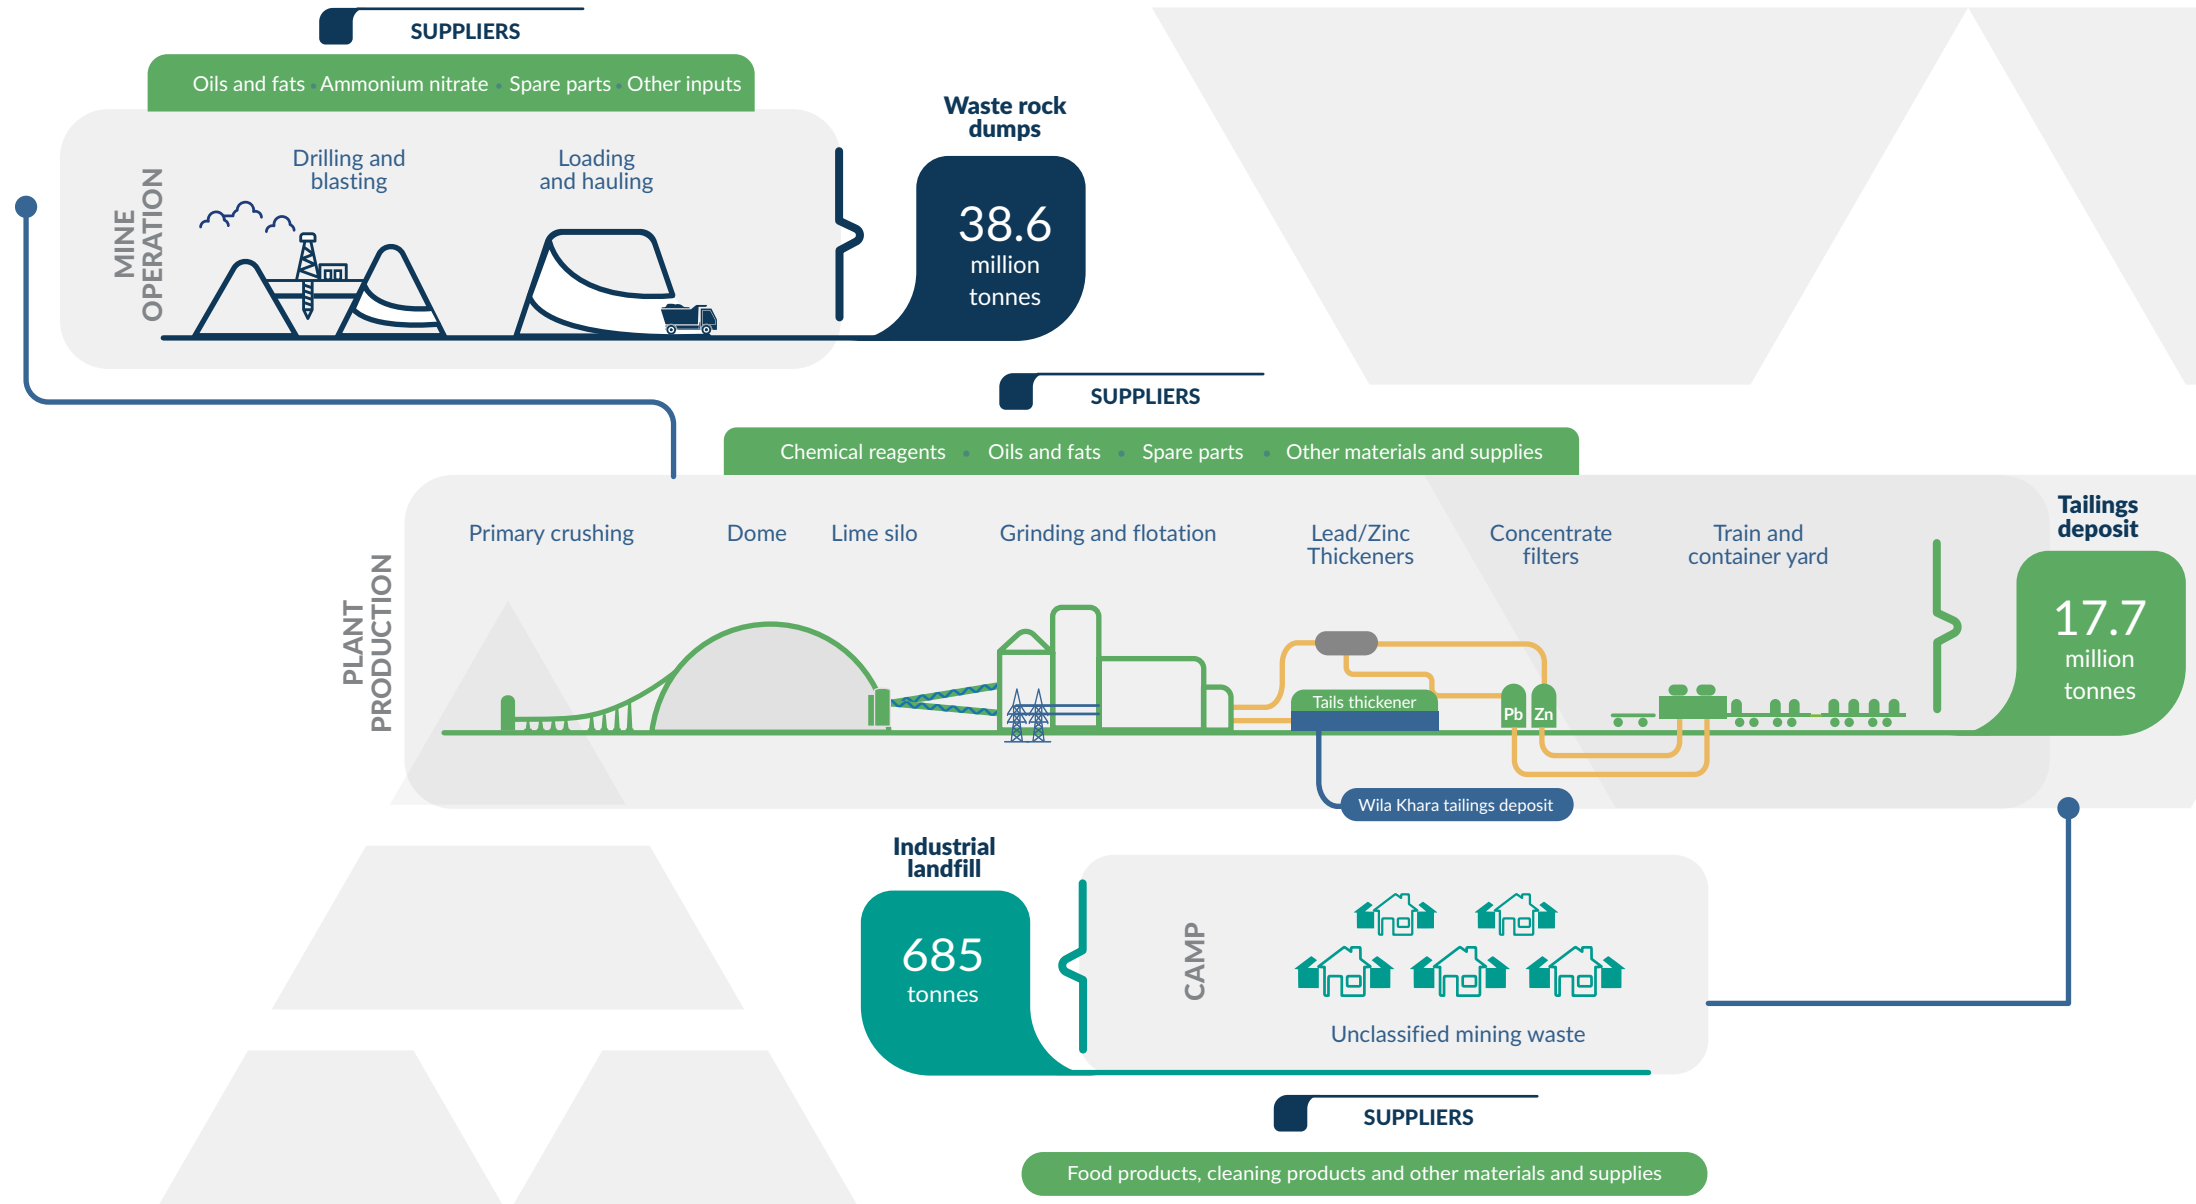 SUPPLIERS
Oils and fats • Ammonium nitrate • Spare parts • Other inputs
MINE
OPERATION
Drilling and
blasting
Loading
and hauling
Waste rock
dumps
38.6
million
tonnes
SUPPLIERS
Chemical reagents • Oils and fats • Spare parts • Other materials and supplies
PLANT
PRODUCTION
Primary crushing
Dome
Lime silo
Grinding and flotation
Lead/Zinc
Thickeners
Concentrate
filters
Train and
container yard
Tails thickener
Pb
Zn
Wila Khara tailings deposit
Tailings
deposit
17.7
million
tonnes
Industrial
landfill
685
tonnes
CAMP
Unclassified mining waste
SUPPLIERS
Food products, cleaning products and other materials and supplies